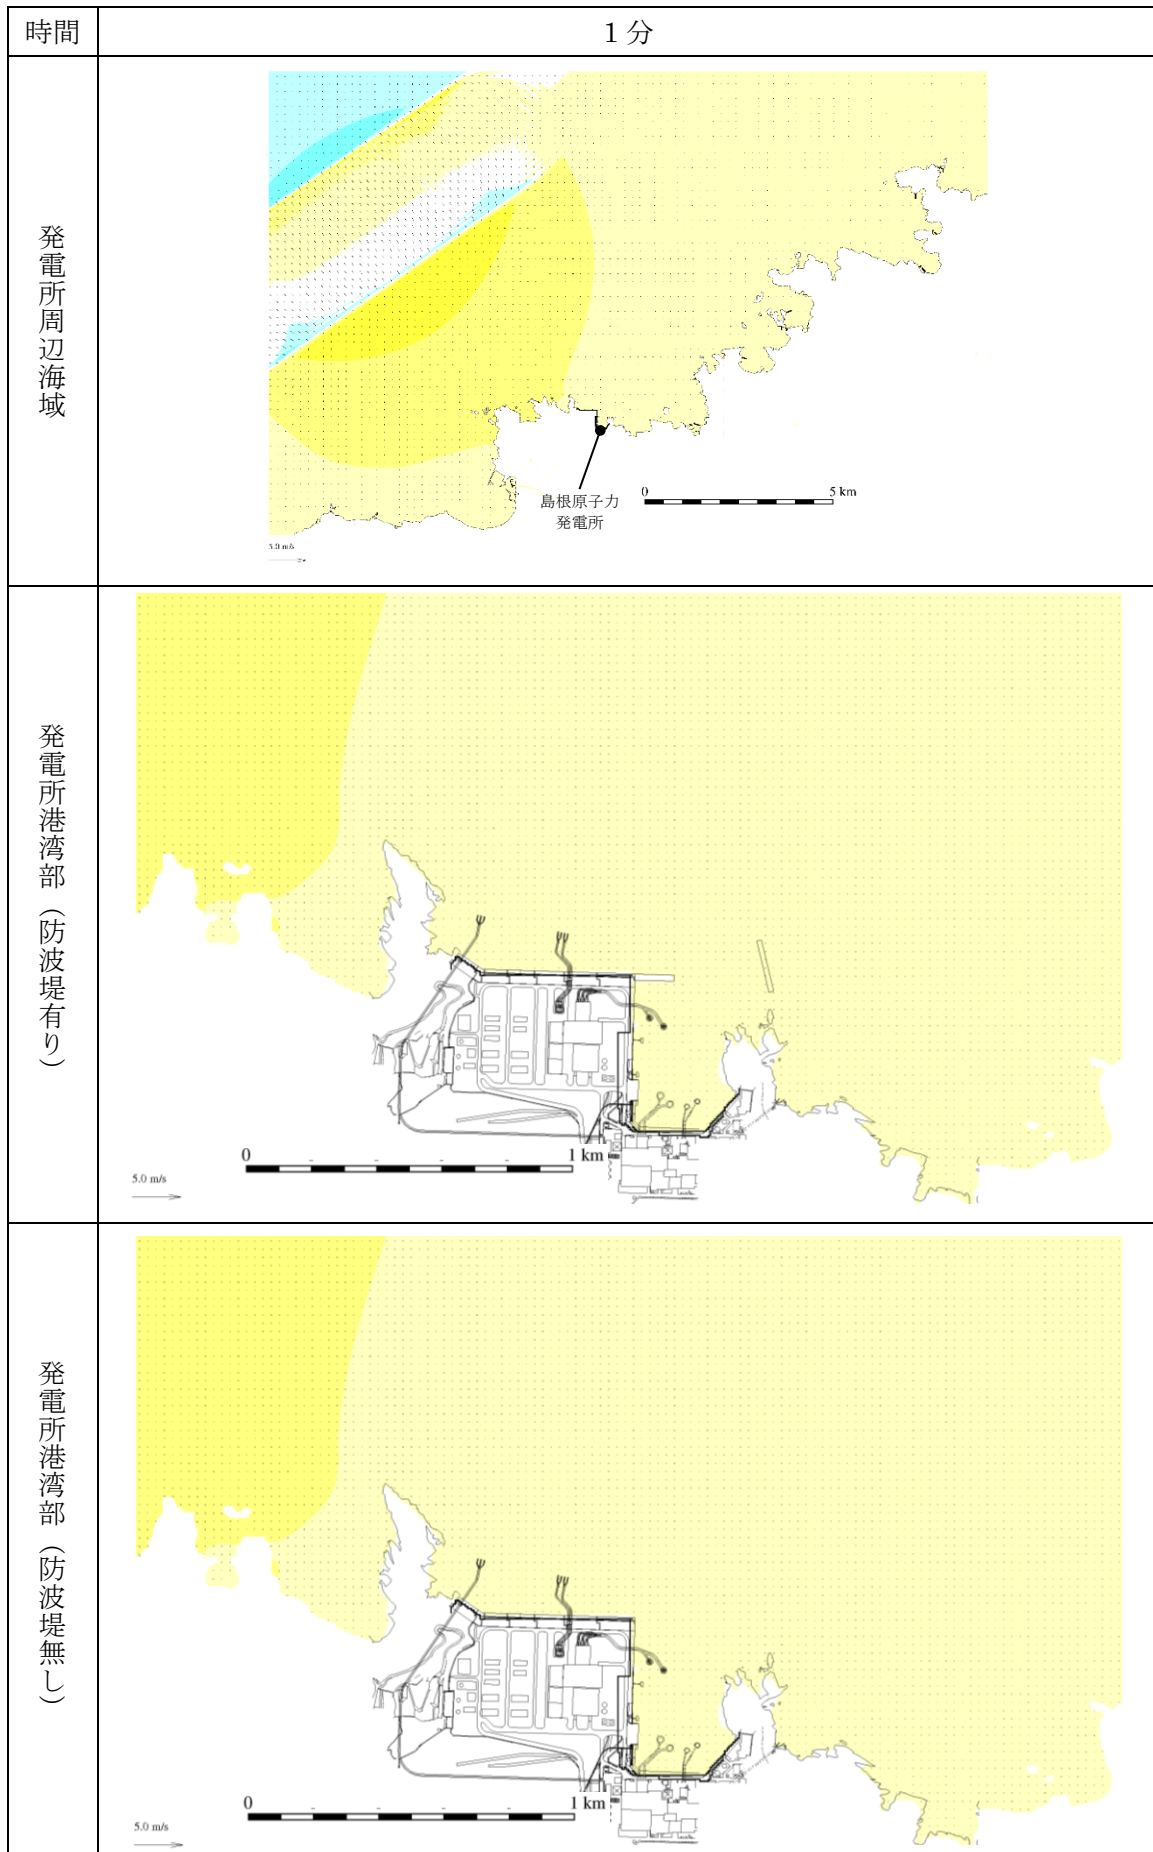 時間
1分
発電所周辺海域
島根原子力
発電所
0 5 km
5.0 m/s
発電所港湾部（防波堤有り）
0 1 km
5.0 m/s
発電所港湾部（防波堤無し）
0 1 km
5.0 m/s